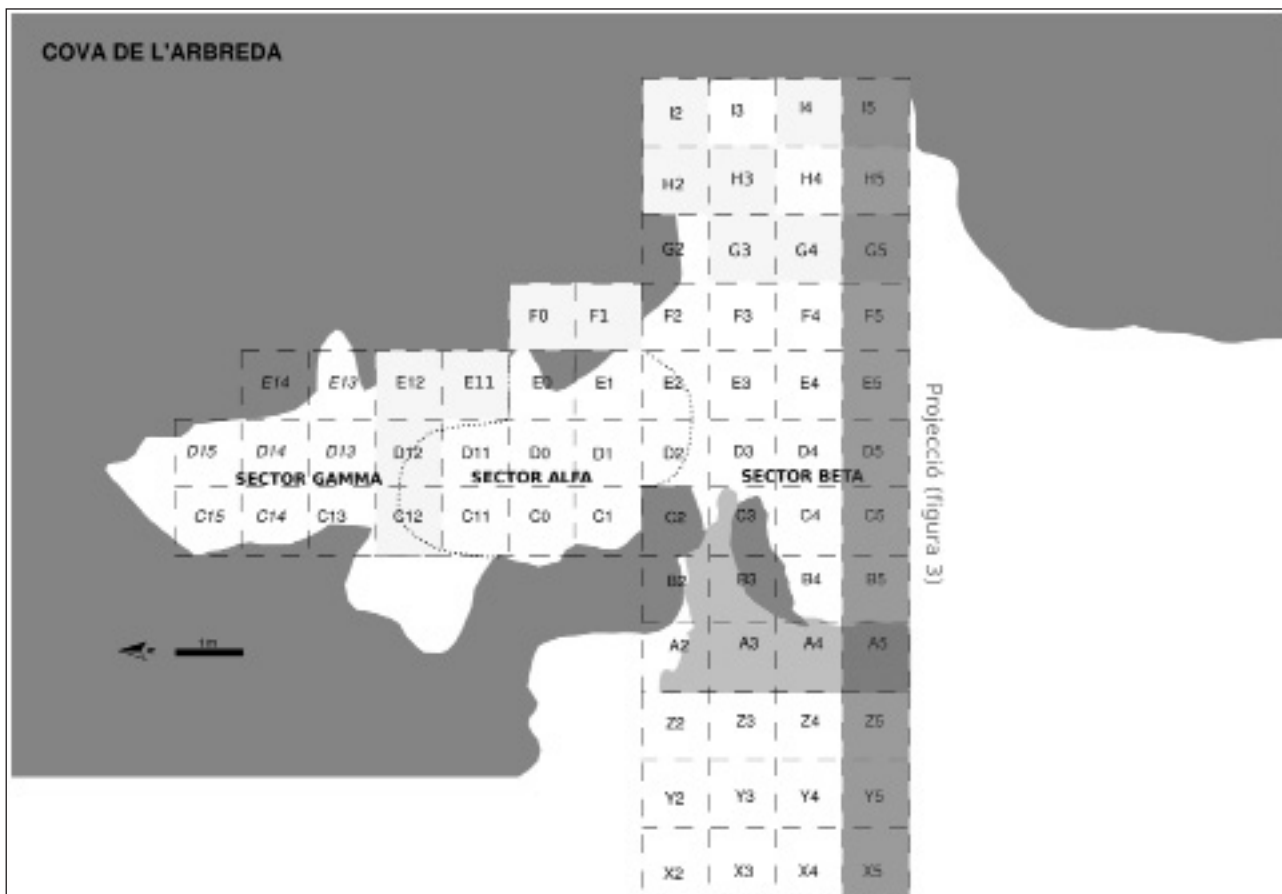 COVA DE L'ARBREDA
I2 I3 I4 I5
H2 H3 H4 H5
G2 G3 G4 G5
F0 F1 F2 F3 F4 F5
E14 E13 E12 E11 E0 E1 E2 E3 E4 E5
D15 D14 D13 D12 D11 D0 D1 D2 D3 D4 D5
SECTOR GAMMA SECTOR ALFA SECTOR BETA
C15 C14 C13 C12 C11 C0 C1 C2 C3 C4 C5
B2 B3 B4 B5
1m A2 A3 A4 A5
Z2 Z3 Z4 Z5
Y2 Y3 Y4 Y5
X2 X3 X4 X5
Projecció (figura 3)